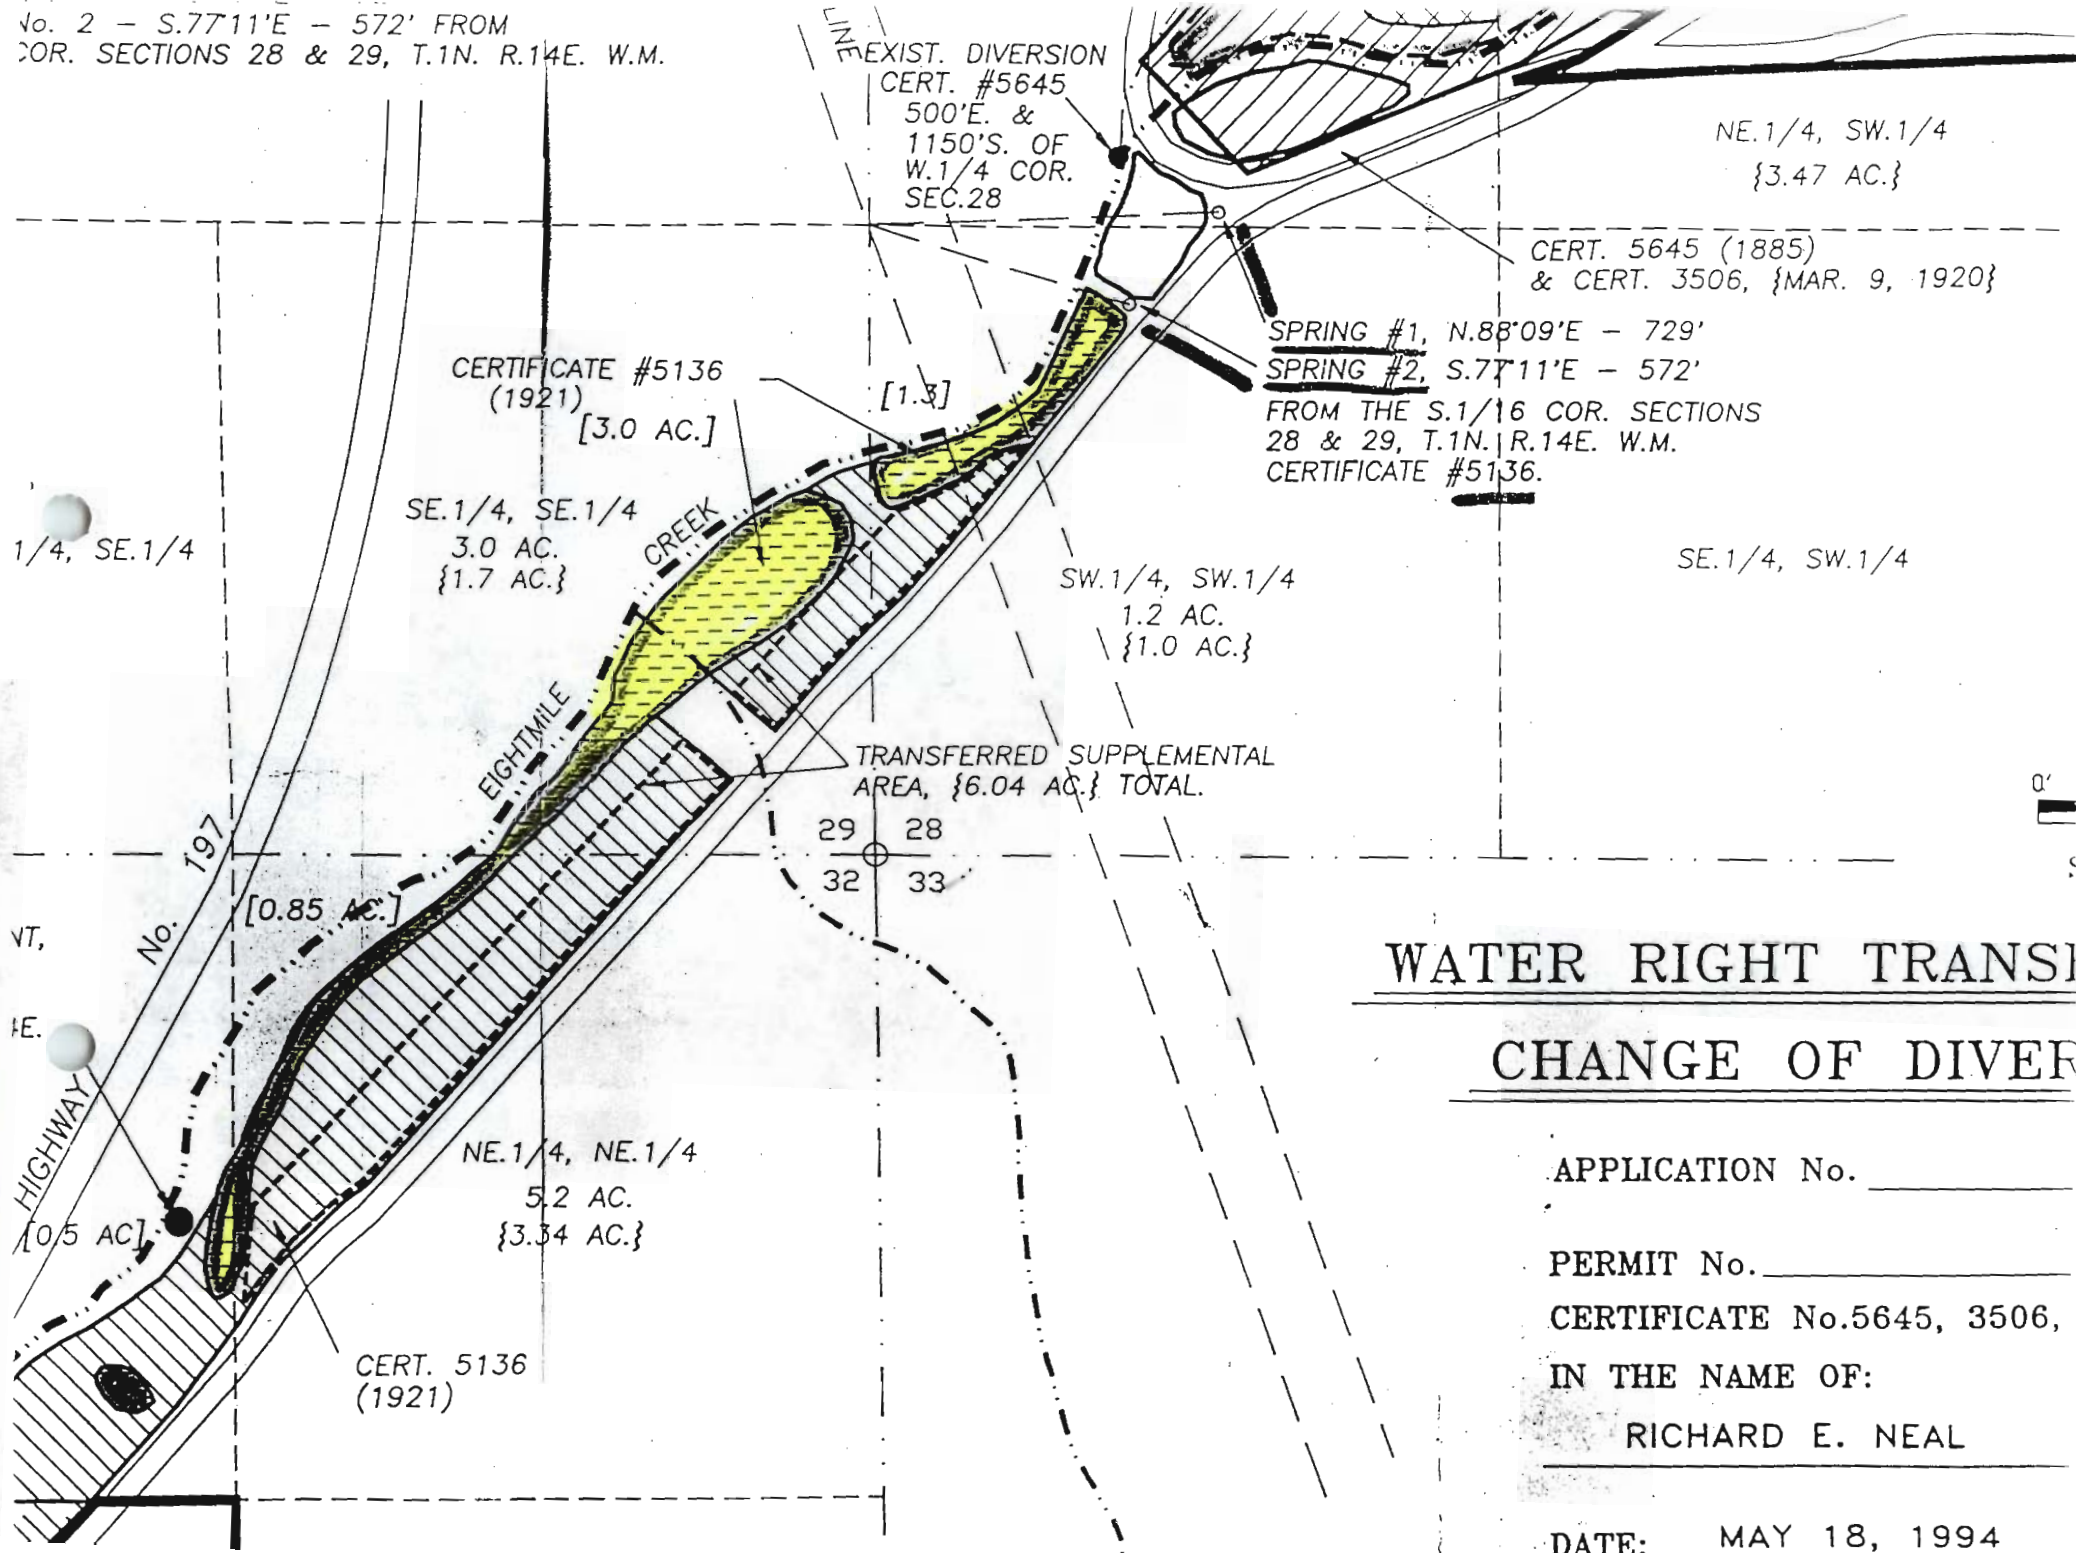 No. 2 – S.77°11'E – 572' FROM
COR. SECTIONS 28 & 29, T.1N. R.14E. W.M.
LINE
EXIST. DIVERSION
CERT. #5645
500'E. &
1150'S. OF
W.1/4 COR.
SEC.28
NE.1/4, SW.1/4
{3.47 AC.}
CERT. 5645 (1885)
& CERT. 3506, {MAR. 9, 1920}
SPRING #1, N.88°09'E – 729'
SPRING #2, S.77°11'E – 572'
FROM THE S.1/16 COR. SECTIONS
28 & 29, T.1N. R.14E. W.M.
CERTIFICATE #5136.
CERTIFICATE #5136
(1921)
[3.0 AC.]
[1.3]
SE.1/4, SE.1/4
3.0 AC.
{1.7 AC.}
1/4, SE.1/4
CREEK
EIGHTMILE
SW.1/4, SW.1/4
1.2 AC.
{1.0 AC.}
SE.1/4, SW.1/4
TRANSFERRED SUPPLEMENTAL
AREA, {6.04 AC.} TOTAL.
0'
29 28
32 33
No. 197
HIGHWAY
[0.85 AC.]
NT,
E.
[0.5 AC]
NE.1/4, NE.1/4
5.2 AC.
{3.34 AC.}
CERT. 5136
(1921)
WATER RIGHT TRANSF
CHANGE OF DIVER
APPLICATION No.
PERMIT No.
CERTIFICATE No.5645, 3506,
IN THE NAME OF:
RICHARD E. NEAL
DATE: MAY 18, 1994